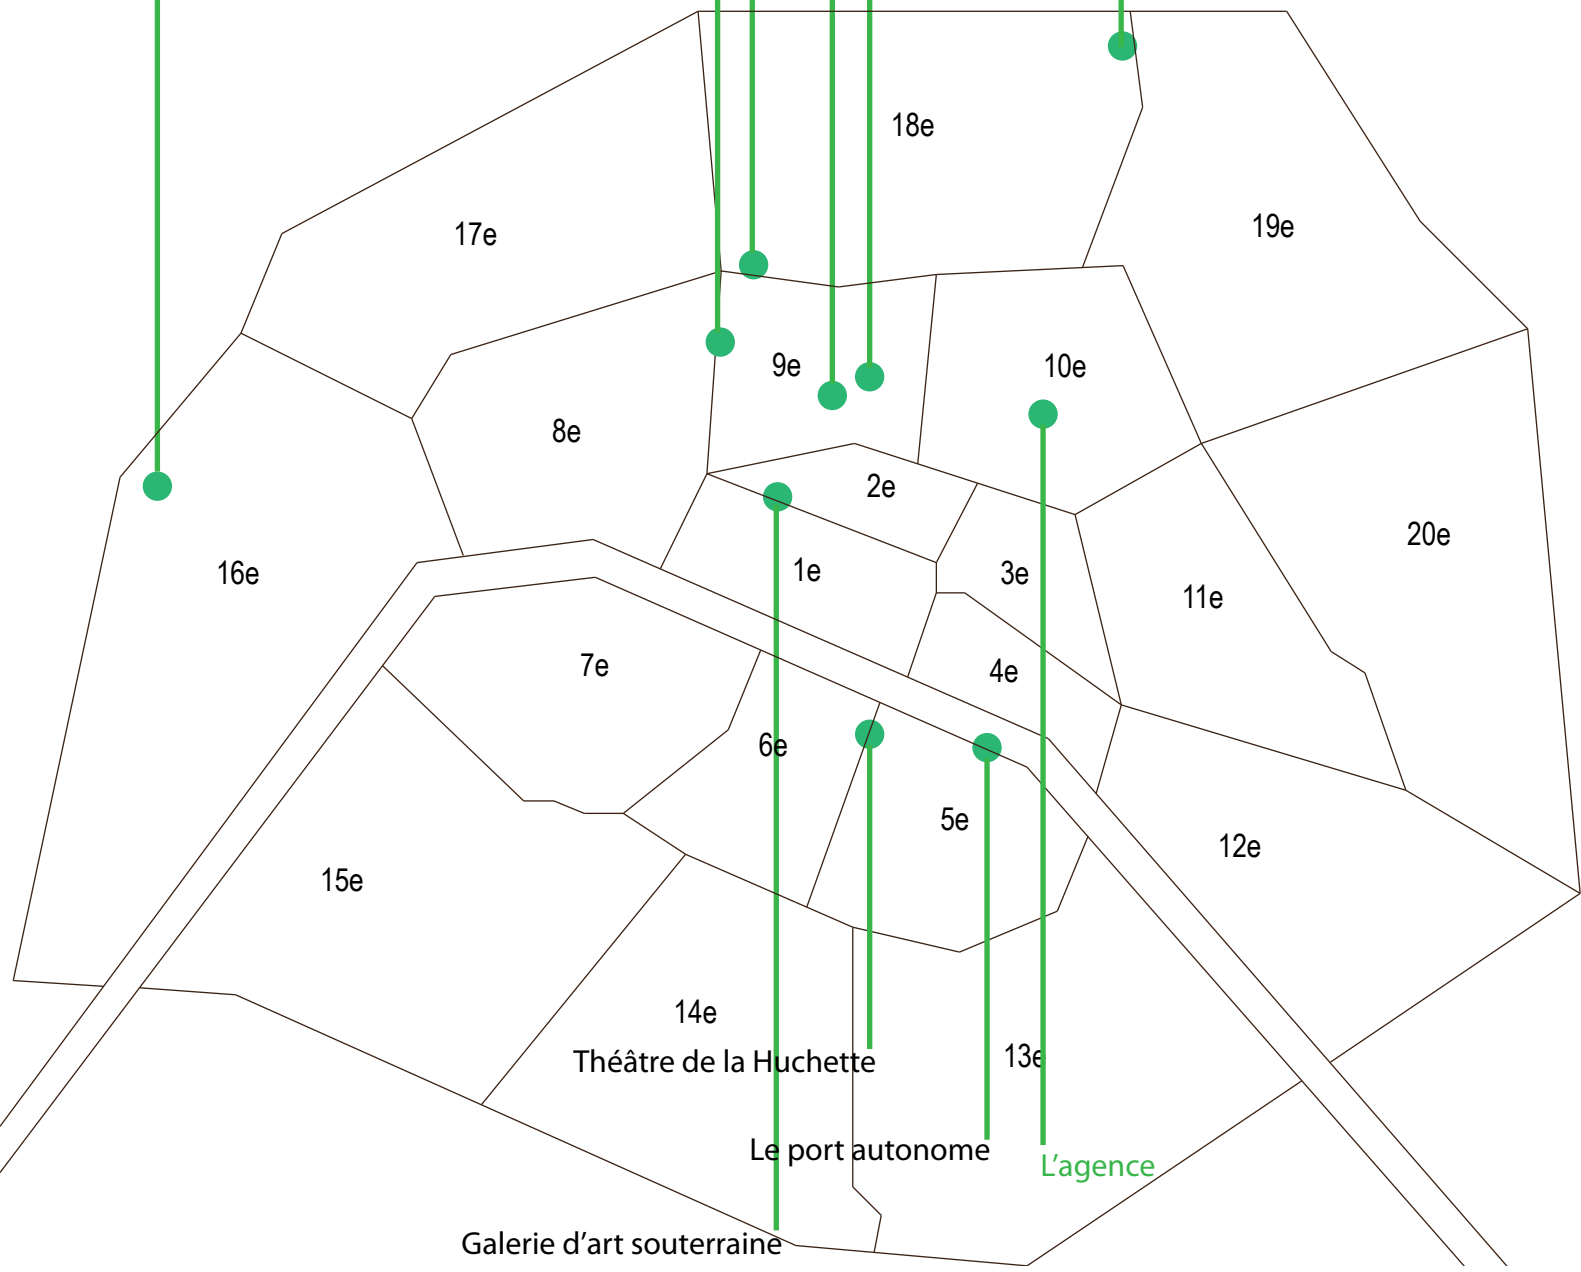 18e
17e
19e
9e
10e
8e
2e
20e
16e
1e
3e
11e
7e
4e
6e
5e
12e
15e
14e
13e
Théâtre de la Huchette
Le port autonome
L’agence
Galerie d’art souterraine